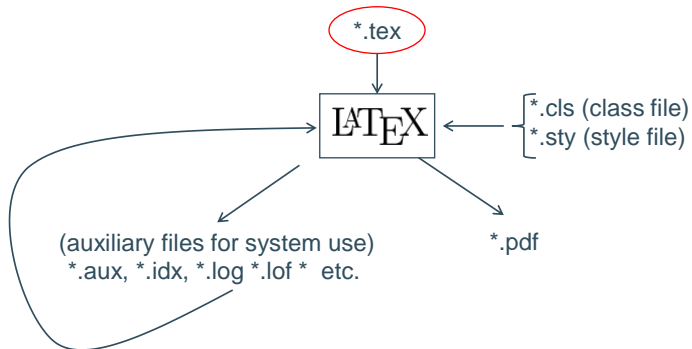 *.tex
LATEX
*.cls (class file)
*.sty (style file)
(auxiliary files for system use)
*.aux, *.idx, *.log *.lof * etc.
*.pdf